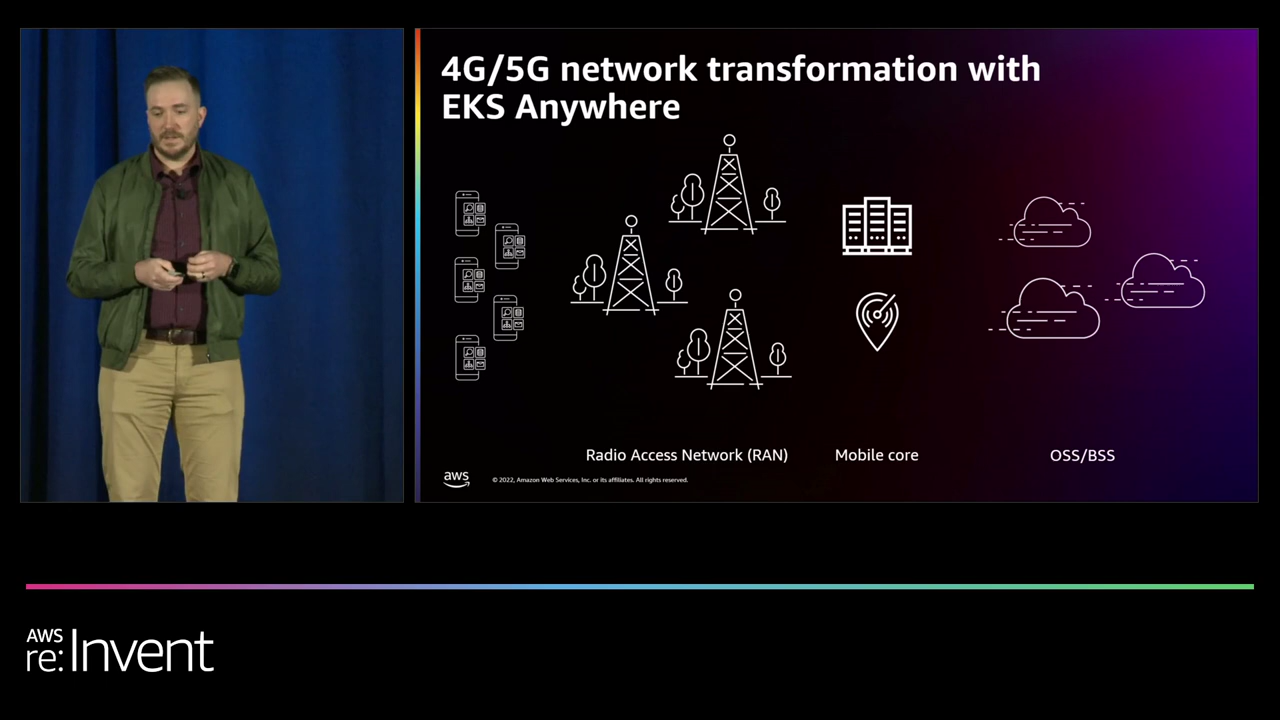 4G/5G network transformation with
EKS Anywhere
Radio Access Network (RAN)
Mobile core
OSS/BSS
aws
© 2022, Amazon Web Services, Inc. or its affiliates. All rights reserved.
AWS
re:Invent